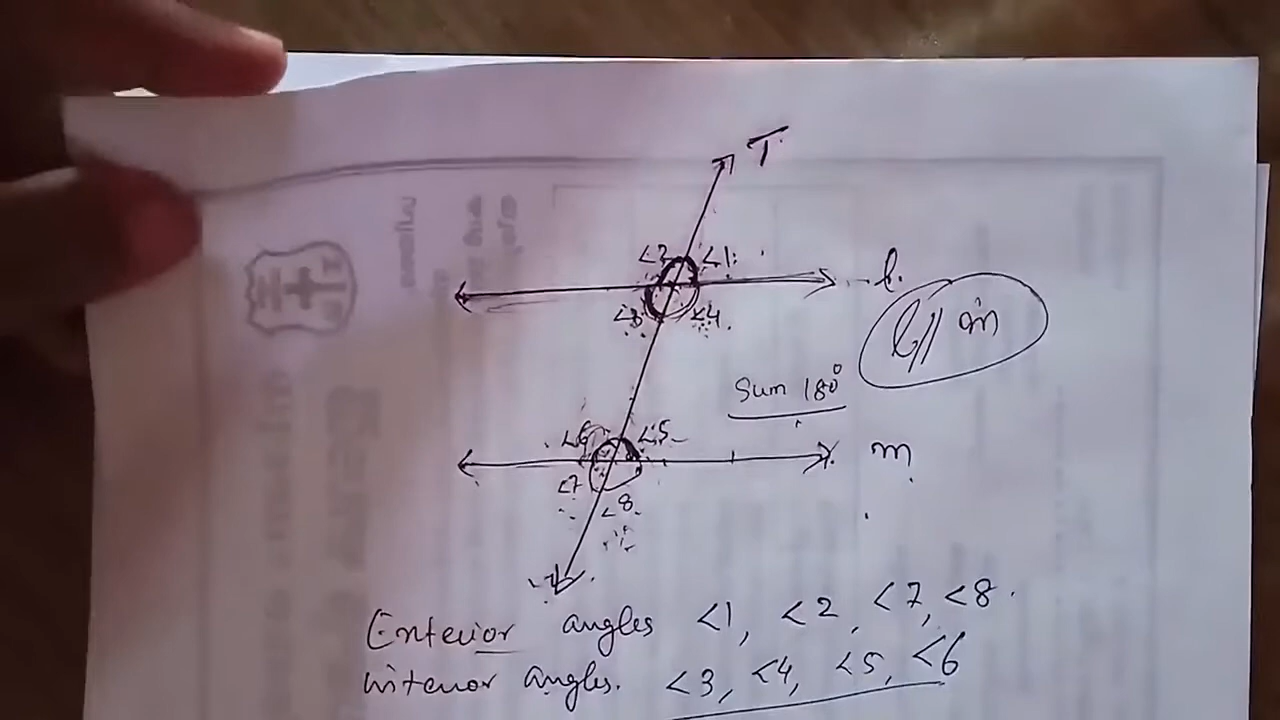 T
<2 <1
l
<3 <4
l || m
Sum 180°
<6 <5
m
<7
<8
Exterior angles <1, <2, <7, <8.
interior angles. <3, <4, <5, <6